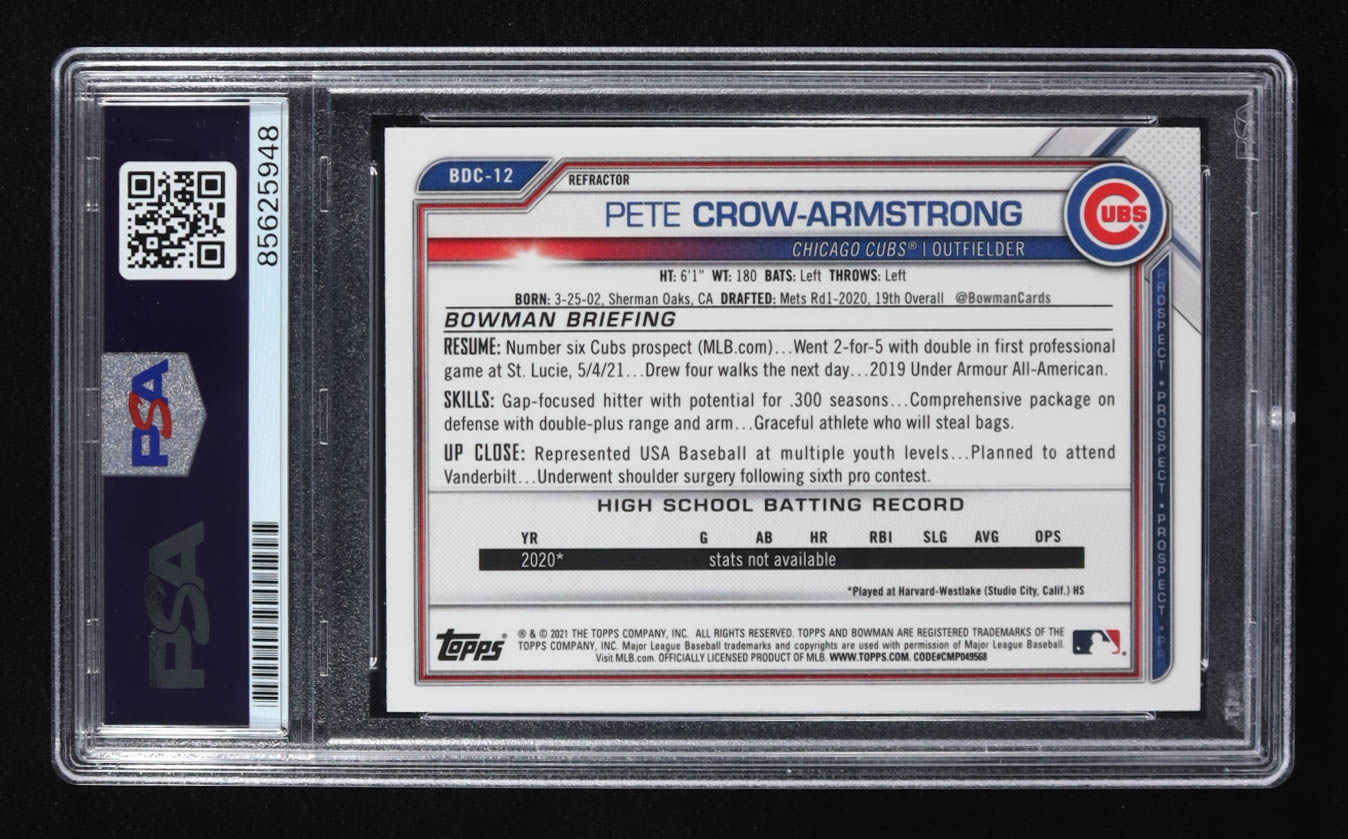 85625948
PSA
PSA
BDC-12
REFRACTOR
PETE CROW-ARMSTRONG
CUBS
CHICAGO CUBS® | OUTFIELDER
HT: 6'1" WT: 180 BATS: Left THROWS: Left
BORN: 3-25-02, Sherman Oaks, CA DRAFTED: Mets Rd1-2020, 19th Overall @BowmanCards
BOWMAN BRIEFING
RESUME: Number six Cubs prospect (MLB.com)...Went 2-for-5 with double in first professional
game at St. Lucie, 5/4/21...Drew four walks the next day...2019 Under Armour All-American.
SKILLS: Gap-focused hitter with potential for .300 seasons...Comprehensive package on
defense with double-plus range and arm...Graceful athlete who will steal bags.
UP CLOSE: Represented USA Baseball at multiple youth levels...Planned to attend
Vanderbilt...Underwent shoulder surgery following sixth pro contest.
HIGH SCHOOL BATTING RECORD
YR G AB HR RBI SLG AVG OPS
2020* stats not available
*Played at Harvard-Westlake (Studio City, Calif.) HS
Topps®
® & © 2021 THE TOPPS COMPANY, INC. ALL RIGHTS RESERVED. TOPPS AND BOWMAN ARE REGISTERED TRADEMARKS OF THE
TOPPS COMPANY, INC. Major League Baseball trademarks and copyrights are used with permission of Major League Baseball.
Visit MLB.com. OFFICIALLY LICENSED PRODUCT OF MLB. WWW.TOPPS.COM. CODE#CMP049568
PROSPECT • PROSPECT • PROSPECT • PR
PSA